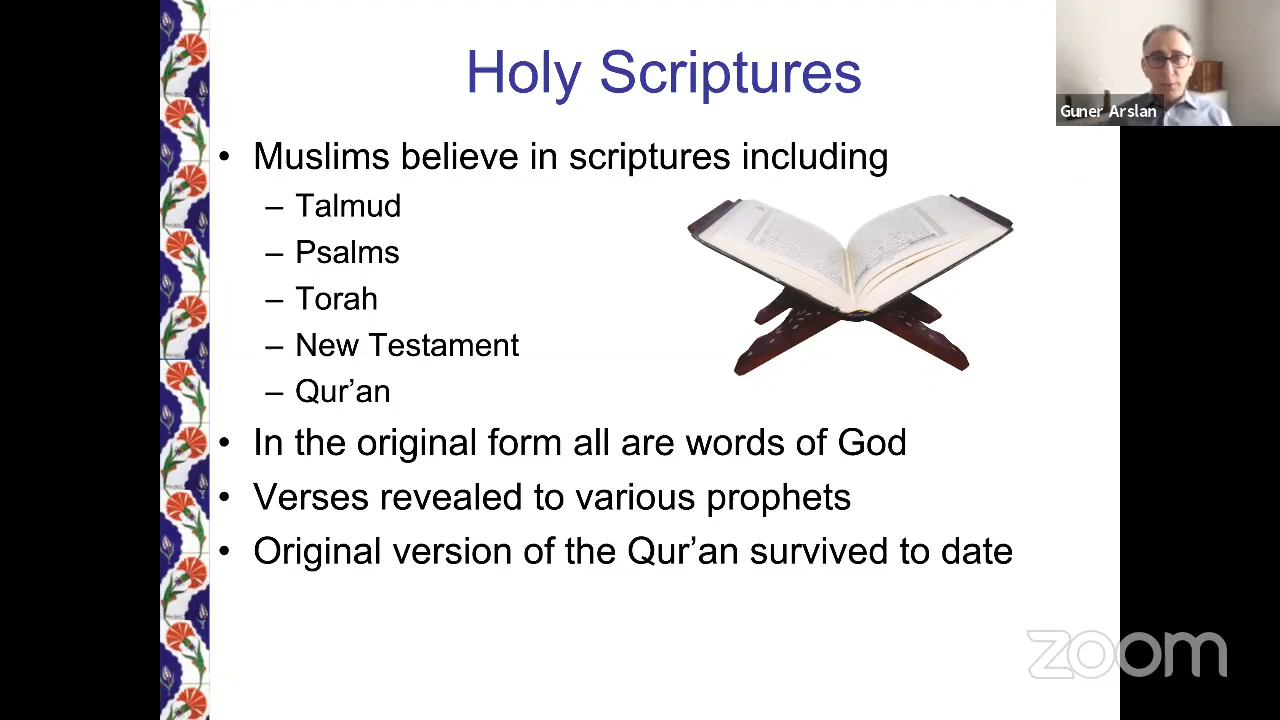 Holy Scriptures
Guner Arslan
• Muslims believe in scriptures including
– Talmud
– Psalms
– Torah
– New Testament
– Qur’an
• In the original form all are words of God
• Verses revealed to various prophets
• Original version of the Qur’an survived to date
zoom